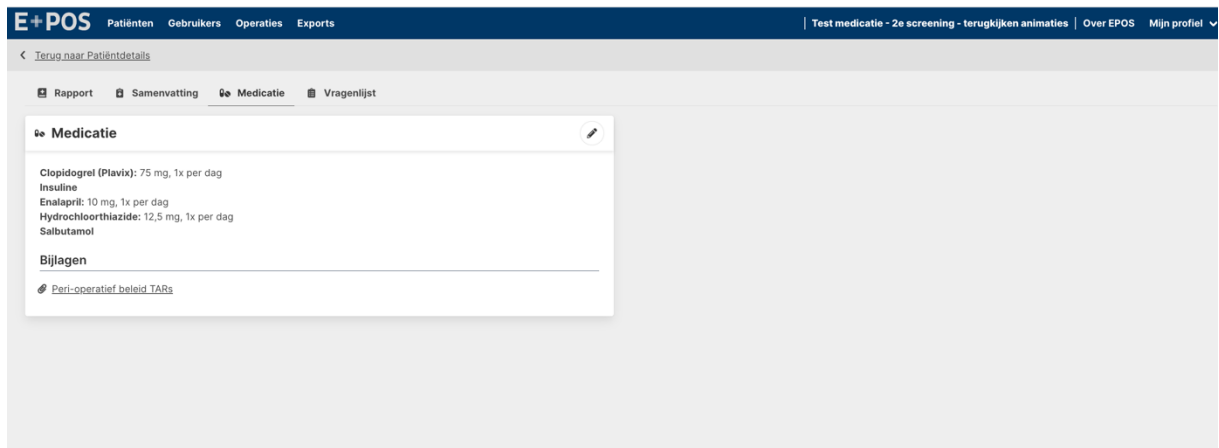 E+POS Patiënten Gebruikers Operaties Exports | Test medicatie - 2e screening - terugkijken animaties | Over EPOS Mijn profiel
Terug naar Patiëntdetails
Rapport Samenvatting Medicatie Vragenlijst
Medicatie
Clopidogrel (Plavix): 75 mg, 1x per dag
Insuline
Enalapril: 10 mg, 1x per dag
Hydrochloorthiazide: 12,5 mg, 1x per dag
Salbutamol
Bijlagen
Peri-operatief beleid TARs